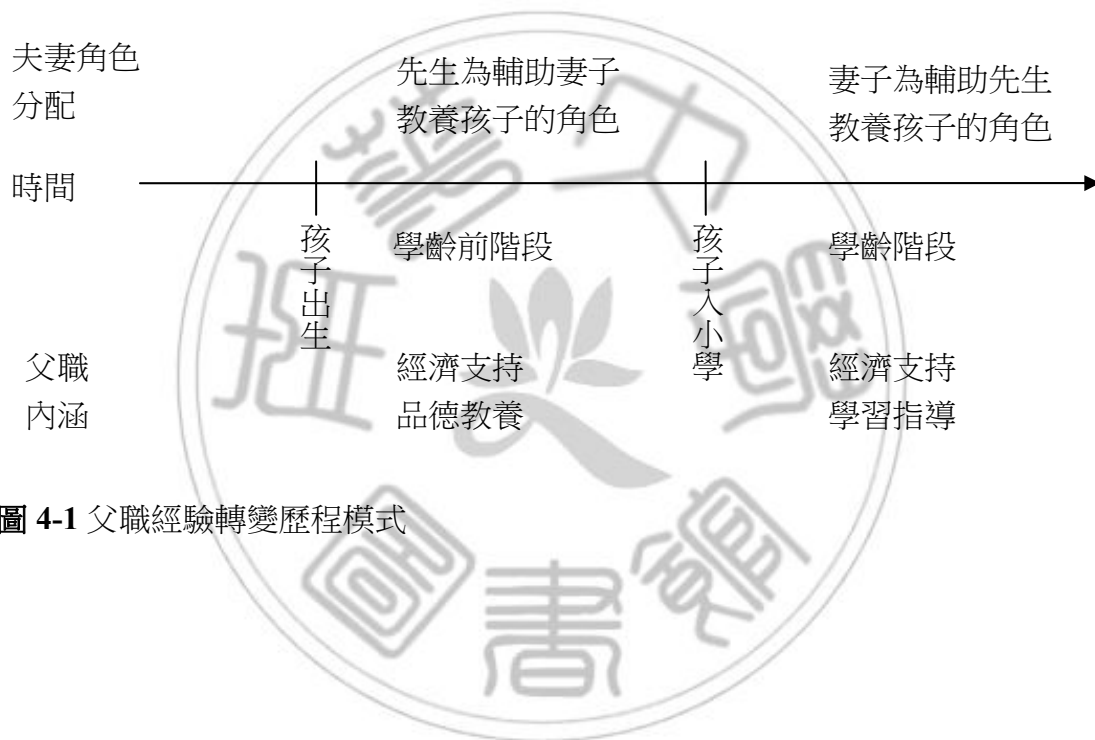 夫妻角色
分配
先生為輔助妻子
教養孩子的角色
妻子為輔助先生
教養孩子的角色
時間
孩子出生
學齡前階段
孩子入小學
學齡階段
父職
內涵
經濟支持
品德教養
經濟支持
學習指導
圖 4-1 父職經驗轉變歷程模式